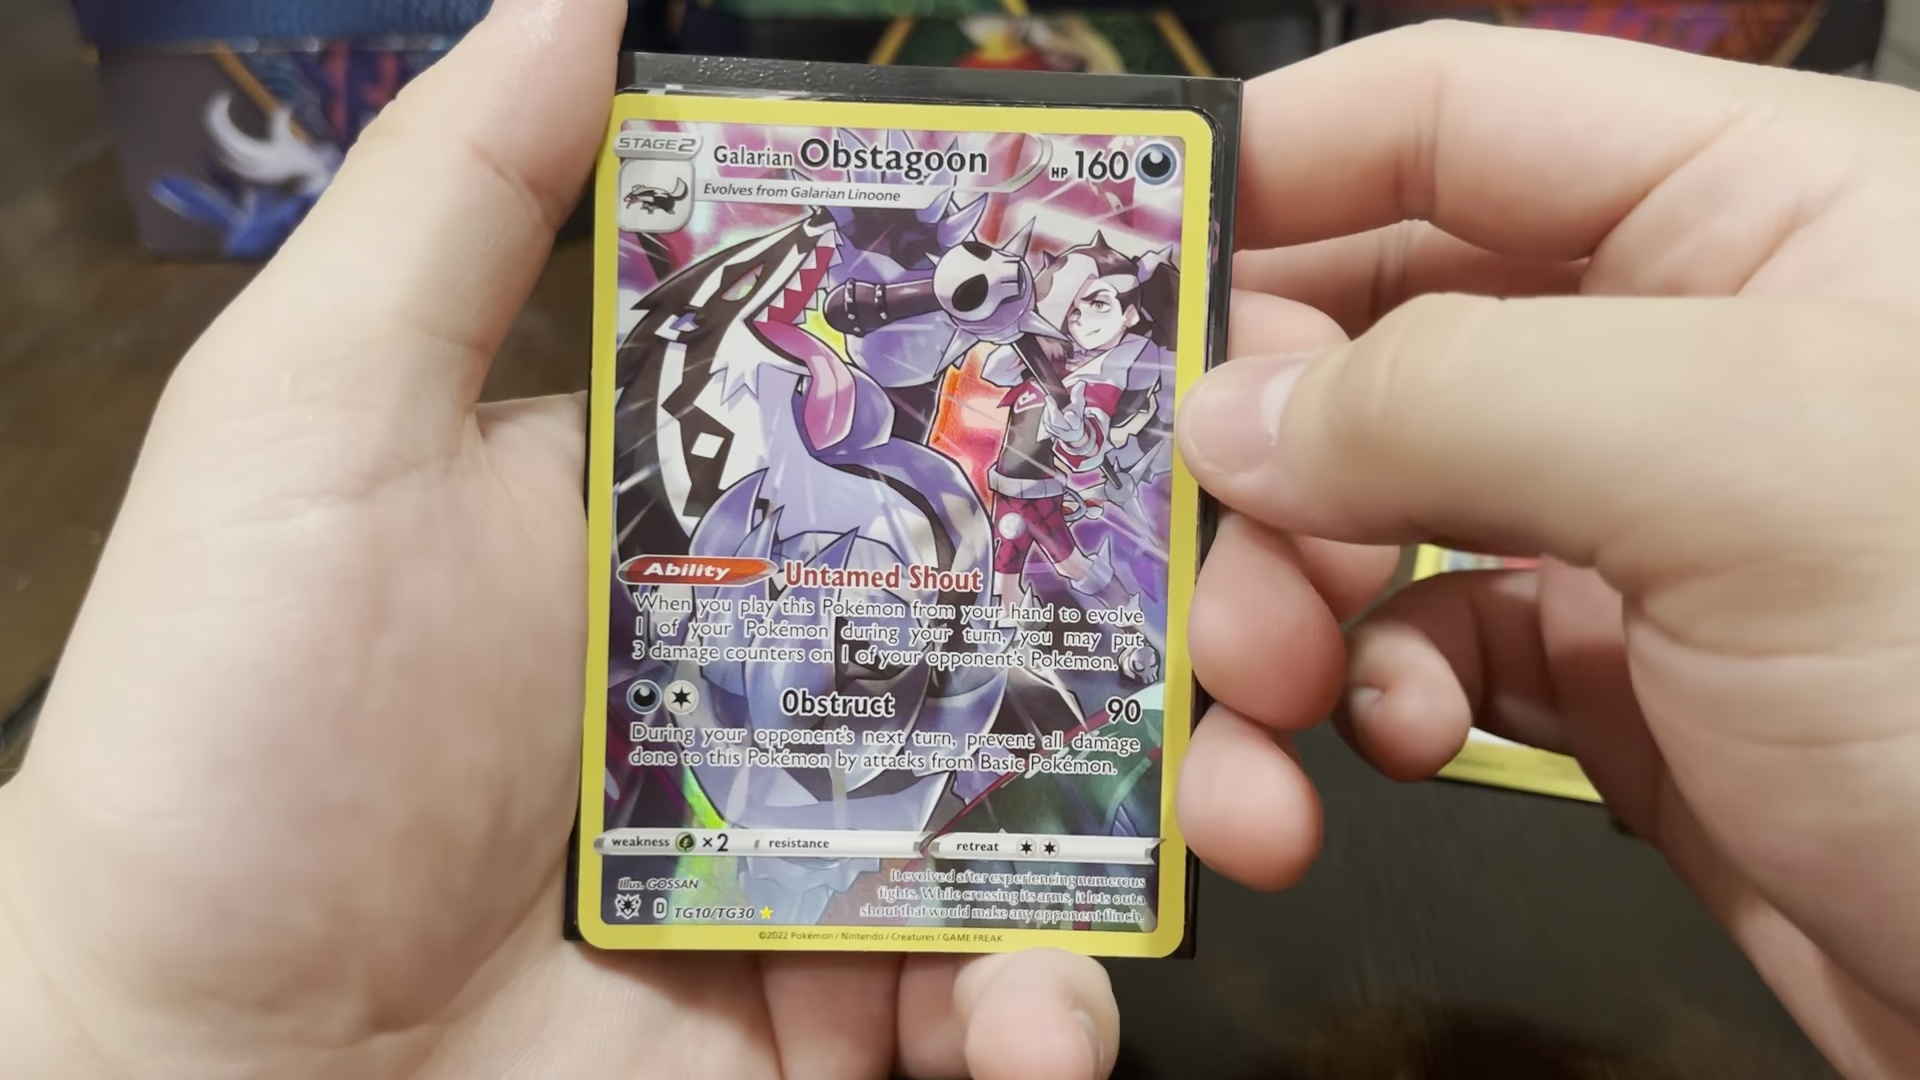 STAGE2
Galarian Obstagoon HP 160
Evolves from Galarian Linoone
Ability Untamed Shout
When you play this Pokémon from your hand to evolve
1 of your Pokémon during your turn, you may put
3 damage counters on 1 of your opponent's Pokémon.
Obstruct 90
During your opponent's next turn, prevent all damage
done to this Pokémon by attacks from Basic Pokémon.
weakness ×2 resistance retreat
It evolved after experiencing numerous
fights. While crossing its arms, it lets out a
shout that would make any opponent flinch.
Illus. GOSSAN
D TG10/TG30
©2022 Pokémon / Nintendo / Creatures / GAME FREAK